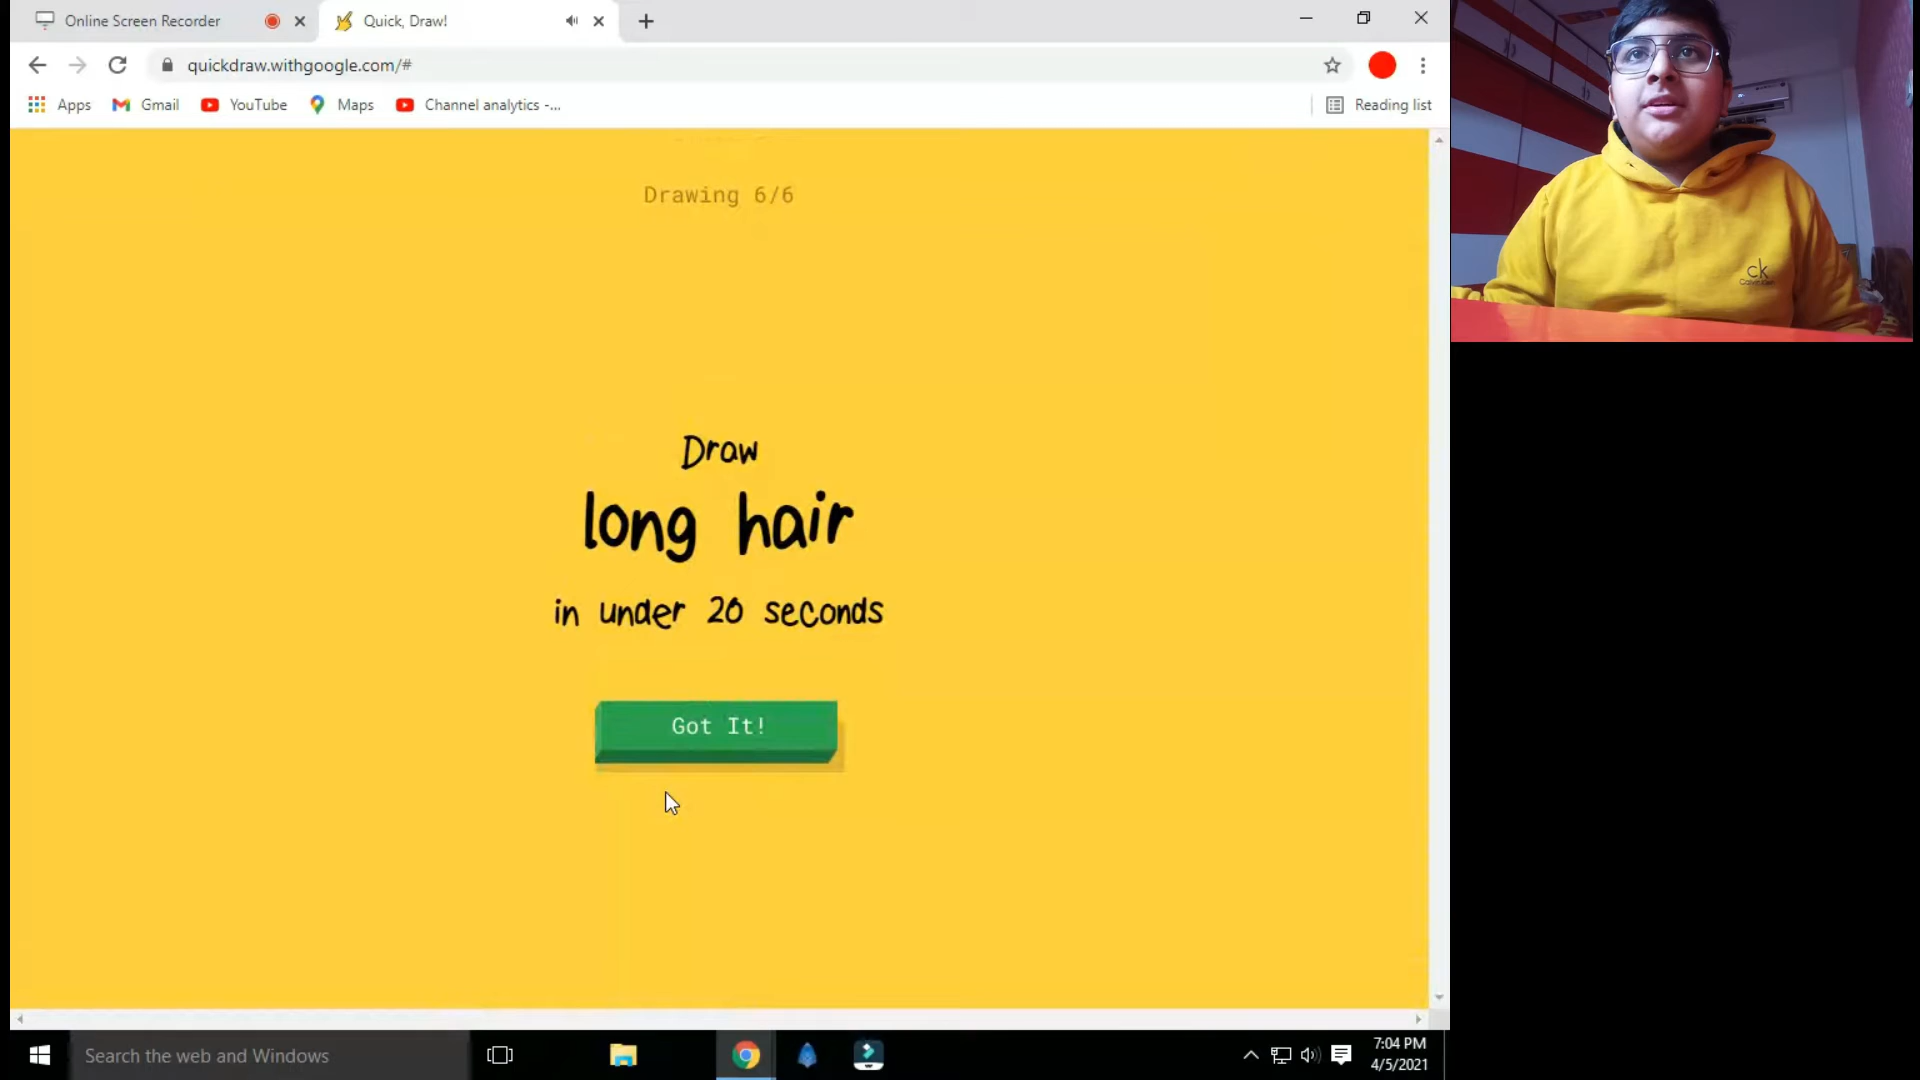 Online Screen Recorder
Quick, Draw!
quickdraw.withgoogle.com/#
Apps
Gmail
YouTube
Maps
Channel analytics -...
Reading list
Drawing 6/6
Draw
long hair
in under 20 seconds
Got It!
ck
Search the web and Windows
7:04 PM
4/5/2021